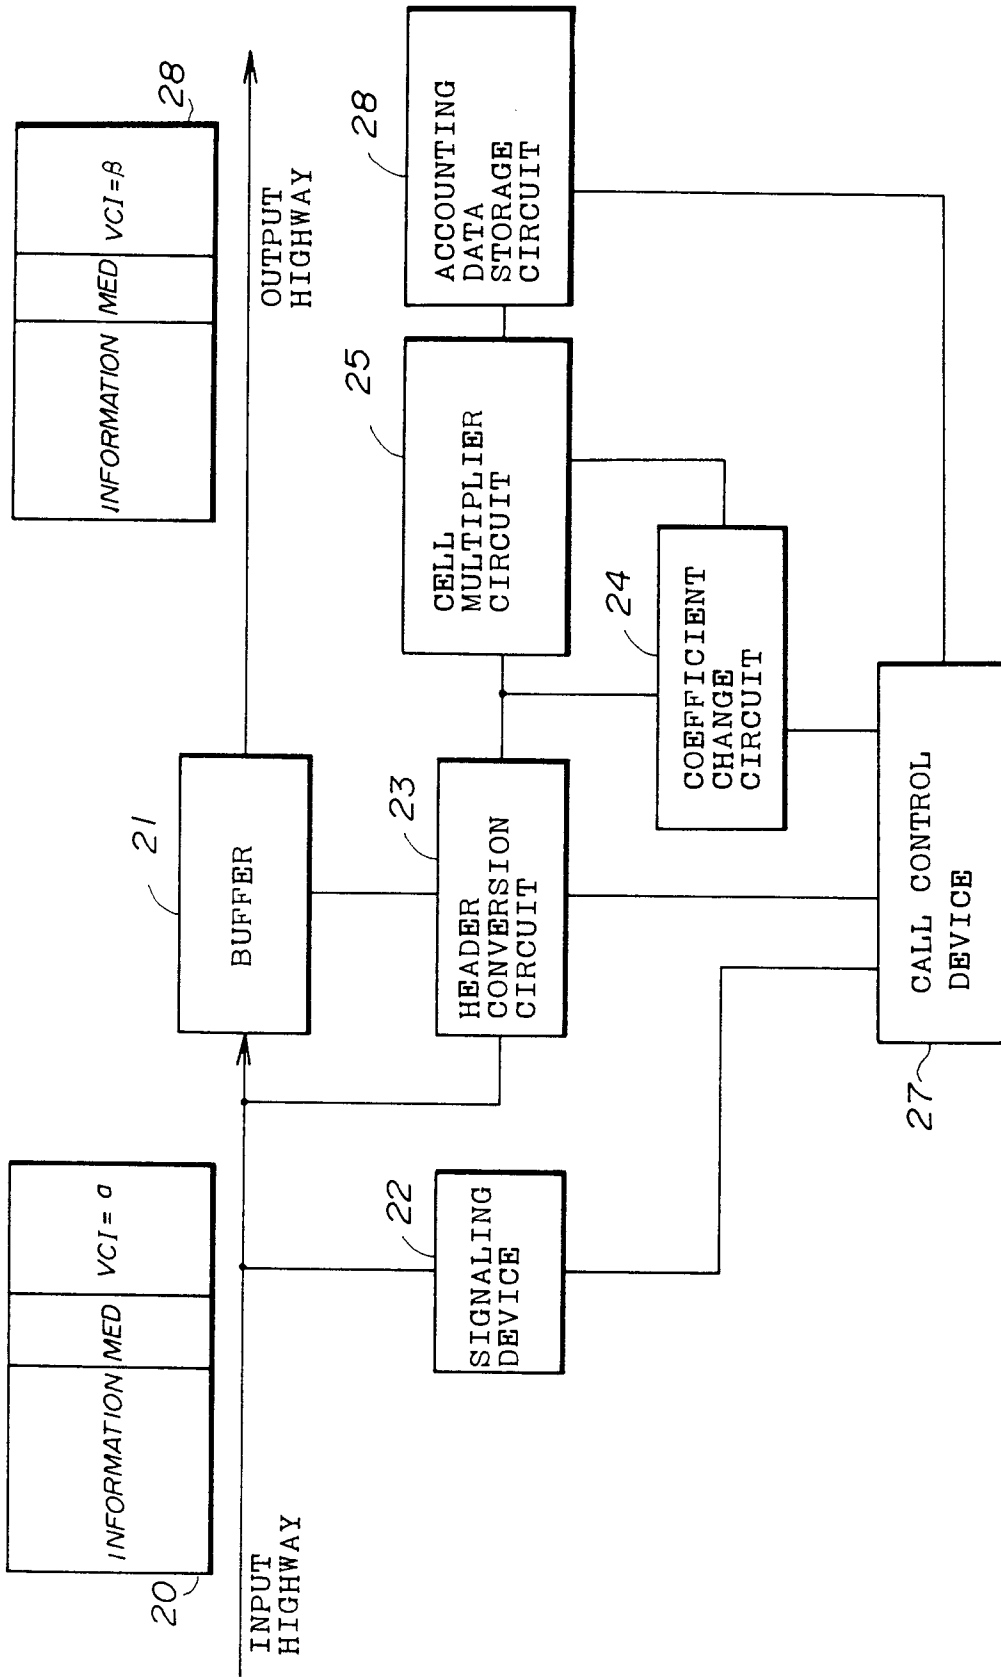 INFORMATION MED VCI = a
20
INPUT
HIGHWAY
INFORMATION MED VCI = β
28
OUTPUT
HIGHWAY
21
BUFFER
22
SIGNALING
DEVICE
23
HEADER
CONVERSION
CIRCUIT
25
CELL
MULTIPLIER
CIRCUIT
28
ACCOUNTING
DATA
STORAGE
CIRCUIT
24
COEFFICIENT
CHANGE
CIRCUIT
27
CALL CONTROL
DEVICE